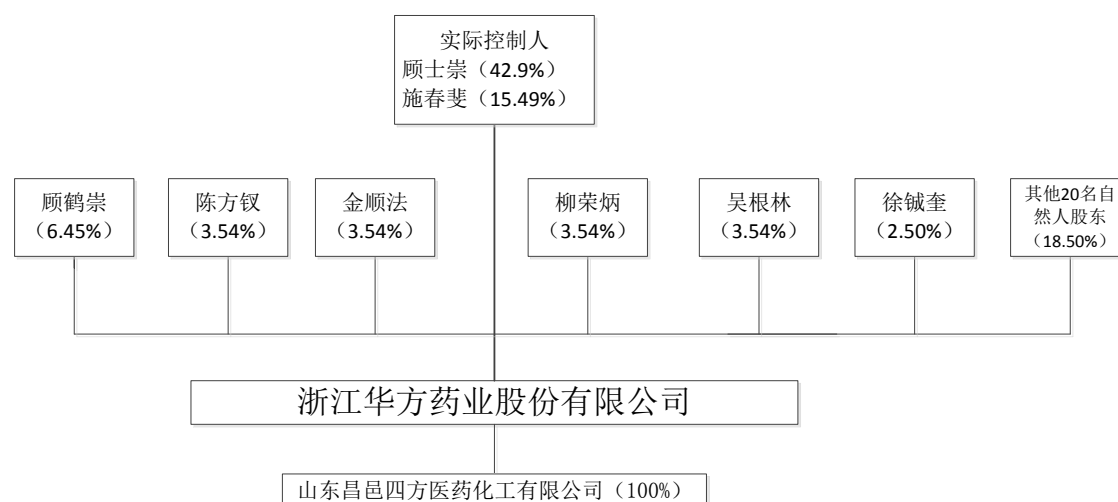 实际控制人
顾士崇（42.9%）
施春斐（15.49%）
顾鹤崇
（6.45%）
陈方钗
（3.54%）
金顺法
（3.54%）
柳荣炳
（3.54%）
吴根林
（3.54%）
徐铖奎
（2.50%）
其他20名自
然人股东
（18.50%）
浙江华方药业股份有限公司
山东昌邑四方医药化工有限公司（100%）